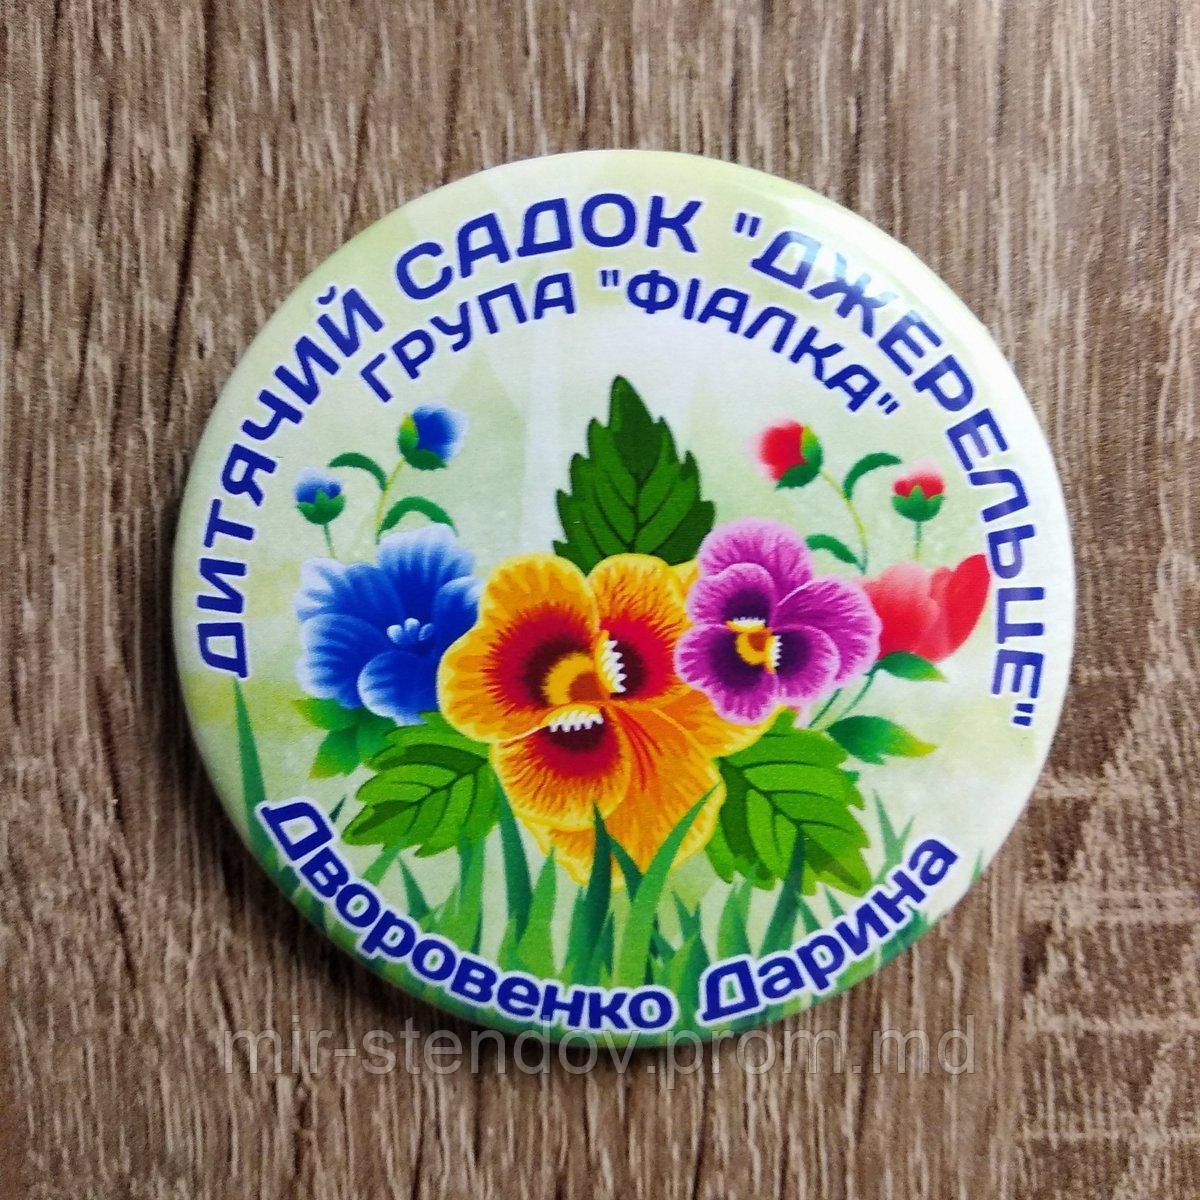 ДИТЯЧИЙ САДОК "ДЖЕРЕЛЬЦЕ"
ГРУПА "ФІАЛКА"
Дворовенко Дарина
mir-stendov.prom.md